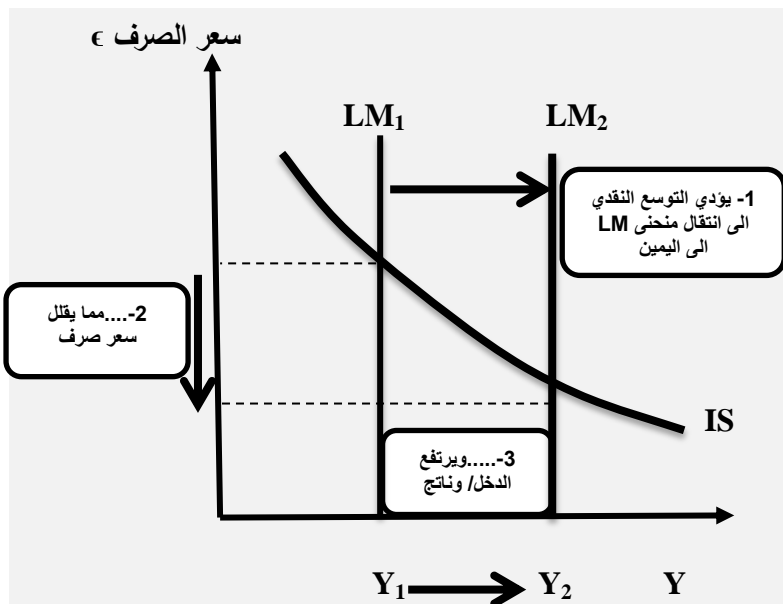 سعر الصرف є
LM₁
LM₂
1- يؤدي التوسع النقدي
الى انتقال منحنى LM
الى اليمين
2-....مما يقلل
سعر صرف
IS
3-.....ويرتفع
الدخل/ وناتج
Y₁
Y₂
Y